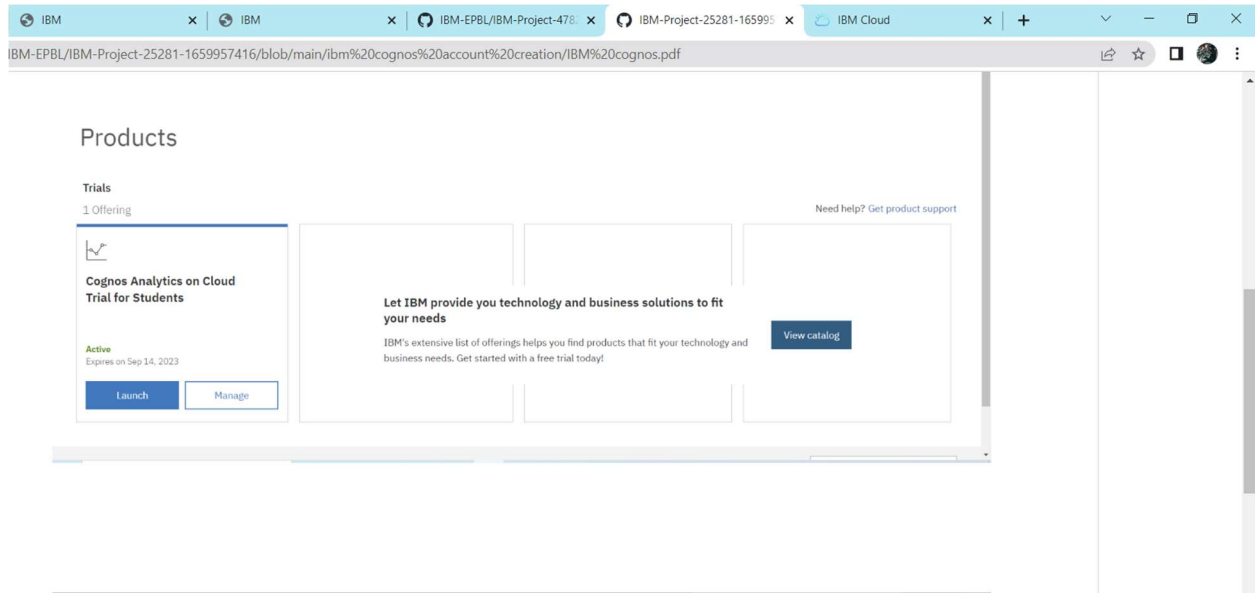 IBM
IBM
IBM-EPBL/IBM-Project-478
IBM-Project-25281-165995
IBM Cloud
IBM-EPBL/IBM-Project-25281-1659957416/blob/main/ibm%20cognos%20account%20creation/IBM%20cognos.pdf
Products
Trials
1 Offering
Need help? Get product support
Cognos Analytics on Cloud
Trial for Students
Active
Expires on Sep 14, 2023
Launch
Manage
Let IBM provide you technology and business solutions to fit
your needs
IBM's extensive list of offerings helps you find products that fit your technology and
business needs. Get started with a free trial today!
View catalog